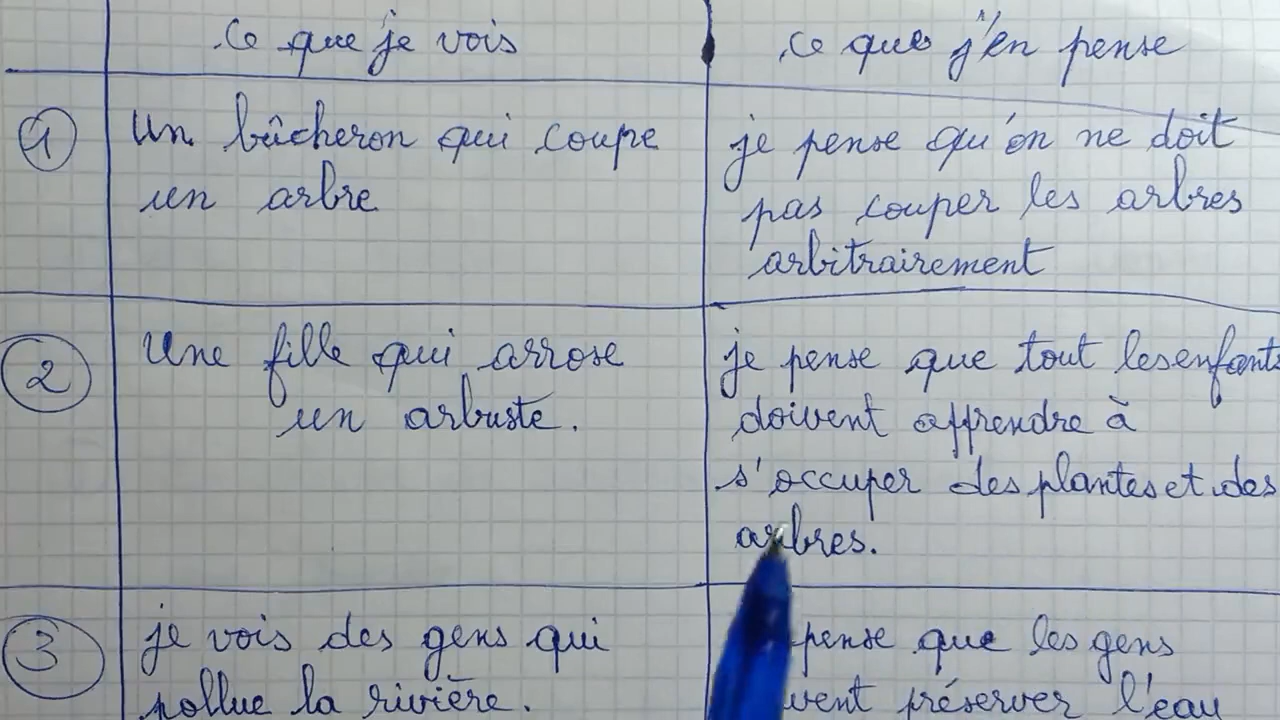 ce que je vois
ce que j'en pense
1
Un bûcheron qui coupe
un arbre
je pense qu'on ne doit
pas couper les arbres
arbitrairement
2
Une fille qui arrose
un arbuste.
je pense que tout les enfants
doivent apprendre à
s'occuper des plantes et des
arbres.
3
je vois des gens qui
pollue la rivière.
pense que les gens
préserver l'eau